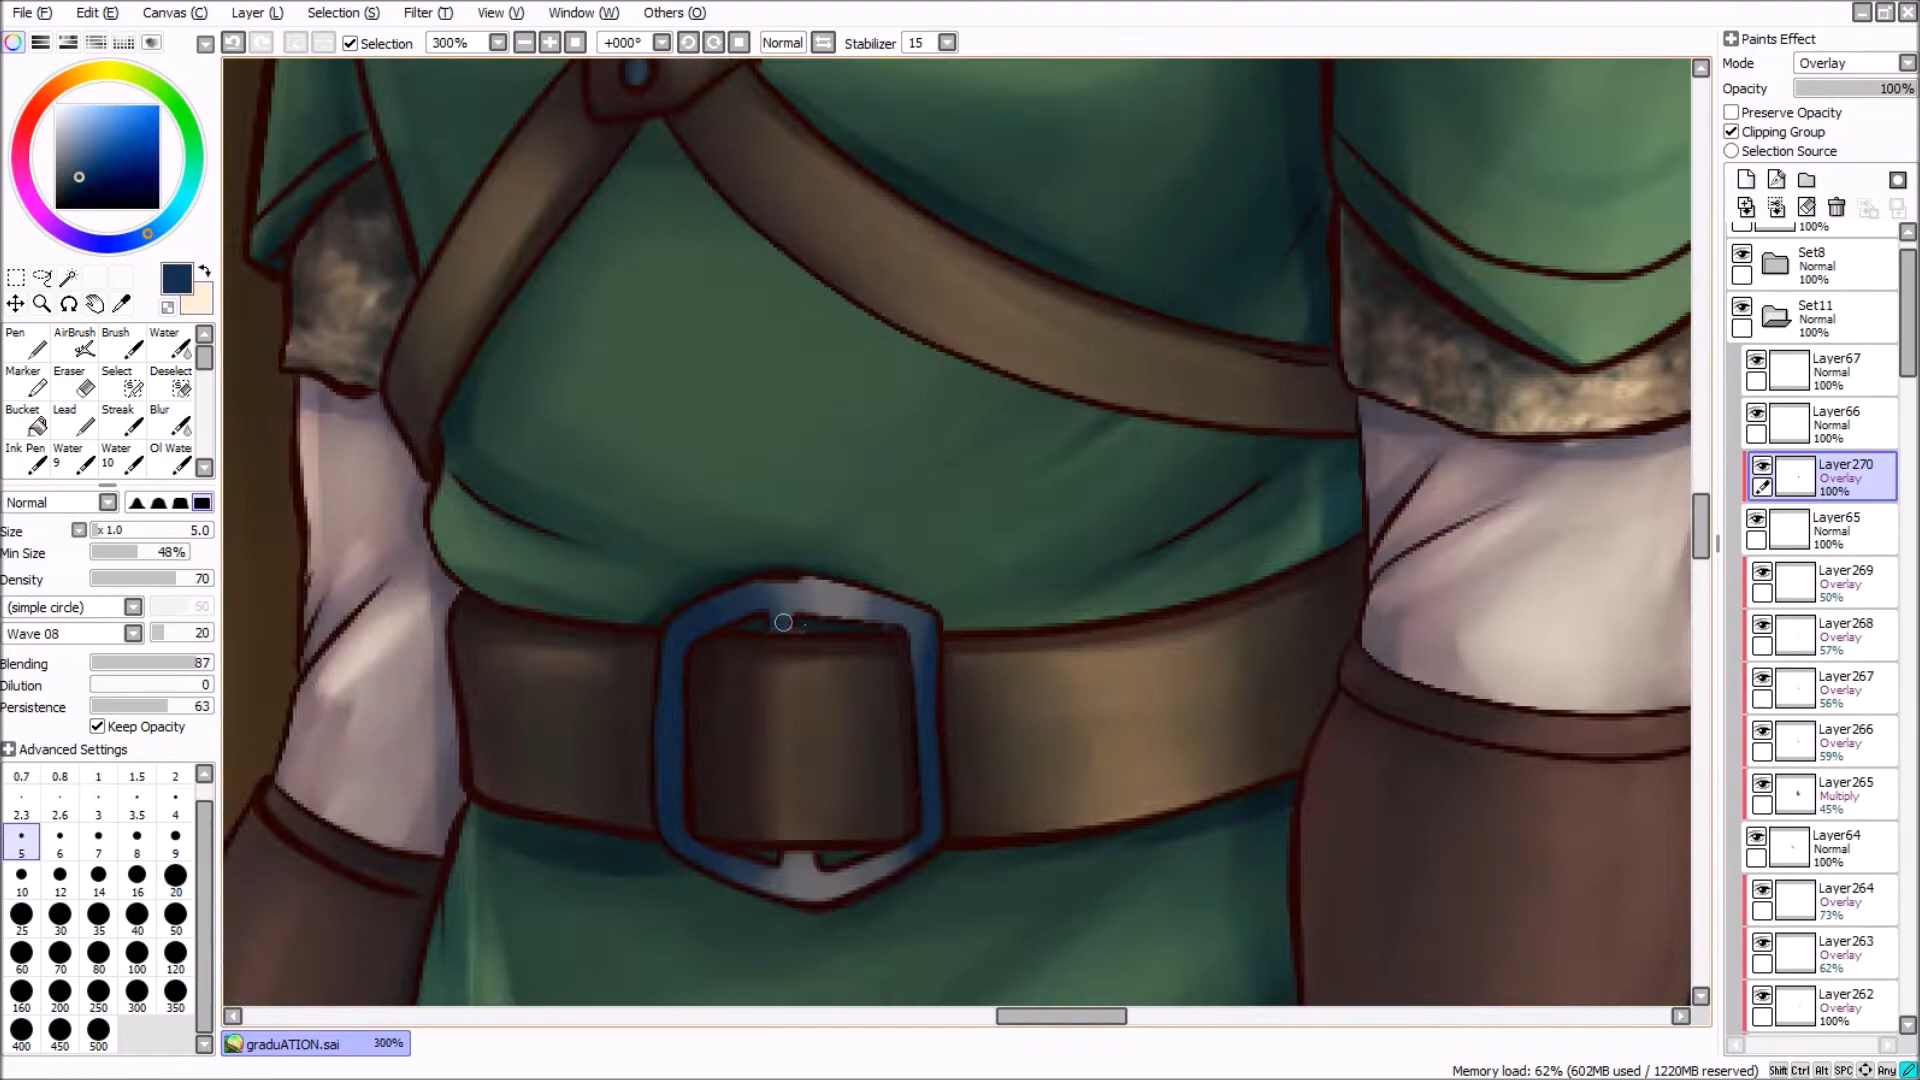 File (F) Edit (E) Canvas (C) Layer (L) Selection (S) Filter (T) View (V) Window (W) Others (O)
Selection 300% +000° Normal Stabilizer 15
Pen AirBrush Brush Water
Marker Eraser Select Deselect
Bucket Lead Streak Blur
Ink Pen Water 9 Water 10 Ol Wate
Normal
Size x 1.0 5.0
Min Size 48%
Density 70
(simple circle) 50
Wave 08 20
Blending 87
Dilution 0
Persistence 63
Keep Opacity
Advanced Settings
0.7 0.8 1 1.5 2
2.3 2.6 3 3.5 4
5 6 7 8 9
10 12 14 16 20
25 30 35 40 50
60 70 80 100 120
160 200 250 300 350
400 450 500
graduATION.sai 300%
Paints Effect
Mode Overlay
Opacity 100%
Preserve Opacity
Clipping Group
Selection Source
100%
Set8
Normal
100%
Set11
Normal
100%
Layer67
Normal
100%
Layer66
Normal
100%
Layer270
Overlay
100%
Layer65
Normal
100%
Layer269
Overlay
50%
Layer268
Overlay
57%
Layer267
Overlay
56%
Layer266
Overlay
59%
Layer265
Multiply
45%
Layer64
Normal
100%
Layer264
Overlay
73%
Layer263
Overlay
62%
Layer262
Overlay
100%
Memory load: 62% (602MB used / 1220MB reserved) Shift Ctrl Alt SPC Any